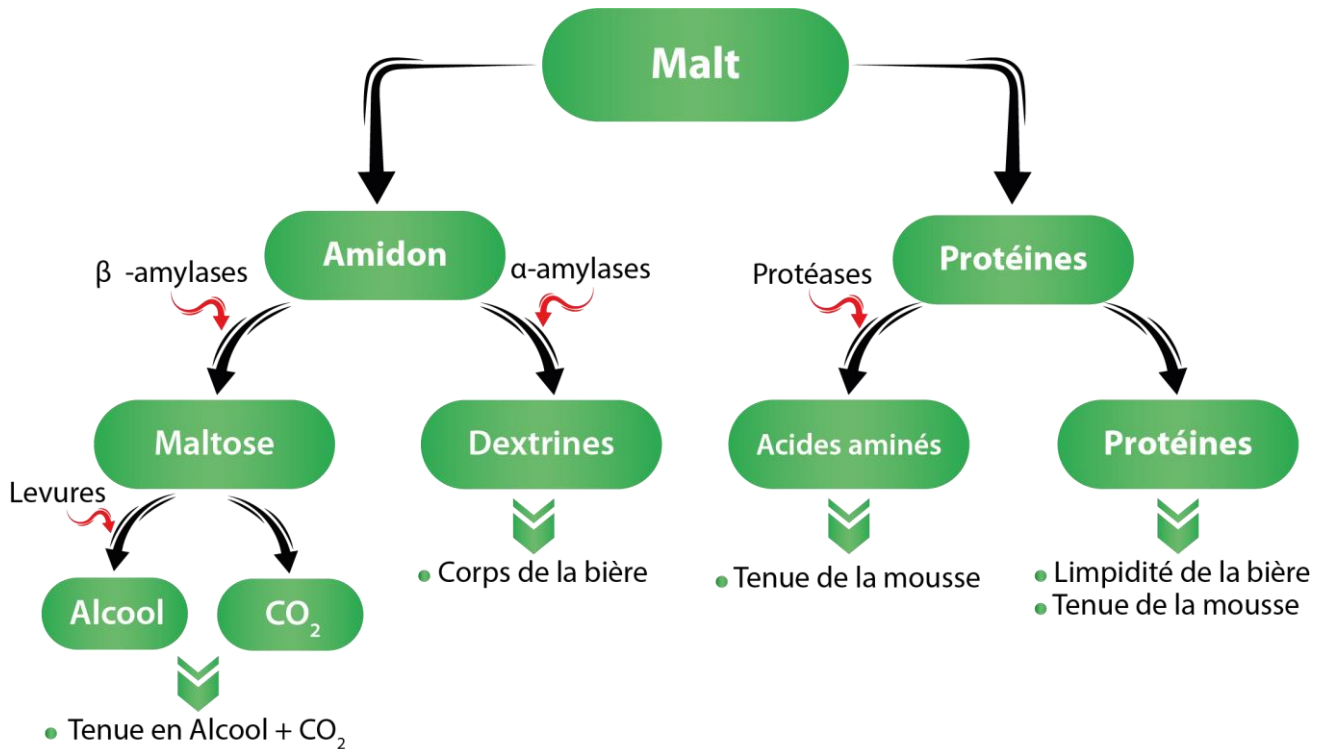 Malt
Amidon
Protéines
β -amylases
α-amylases
Protéases
Maltose
Dextrines
Acides aminés
Protéines
Levures
Alcool
CO₂
Corps de la bière
Tenue de la mousse
Limpidité de la bière
Tenue de la mousse
Tenue en Alcool + CO₂